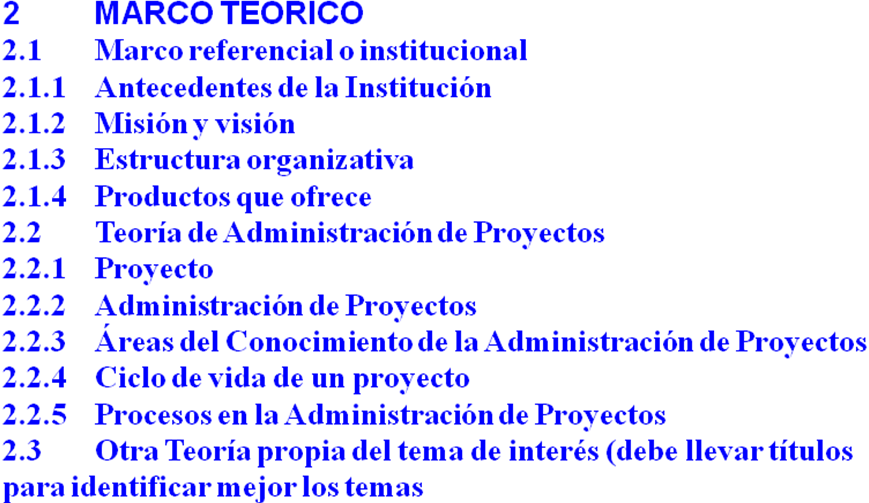 2 MARCO TEORICO
2.1 Marco referencial o institucional
2.1.1 Antecedentes de la Institución
2.1.2 Misión y visión
2.1.3 Estructura organizativa
2.1.4 Productos que ofrece
2.2 Teoría de Administración de Proyectos
2.2.1 Proyecto
2.2.2 Administración de Proyectos
2.2.3 Áreas del Conocimiento de la Administración de Proyectos
2.2.4 Ciclo de vida de un proyecto
2.2.5 Procesos en la Administración de Proyectos
2.3 Otra Teoría propia del tema de interés (debe llevar títulos
para identificar mejor los temas